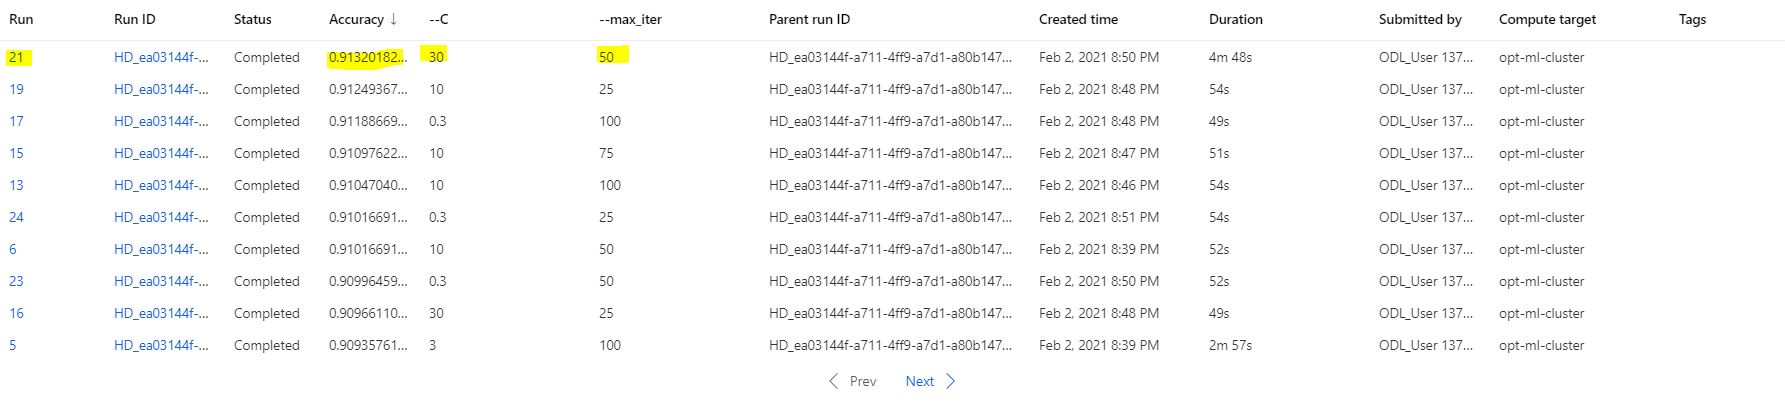 Run Run ID Status Accuracy ↓ --C --max_iter Parent run ID Created time Duration Submitted by Compute target Tags
21 HD_ea03144f-... Completed 0.91320182... 30 50 HD_ea03144f-a711-4ff9-a7d1-a80b147... Feb 2, 2021 8:50 PM 4m 48s ODL_User 137... opt-ml-cluster
19 HD_ea03144f-... Completed 0.91249367... 10 25 HD_ea03144f-a711-4ff9-a7d1-a80b147... Feb 2, 2021 8:48 PM 54s ODL_User 137... opt-ml-cluster
17 HD_ea03144f-... Completed 0.91188669... 0.3 100 HD_ea03144f-a711-4ff9-a7d1-a80b147... Feb 2, 2021 8:48 PM 49s ODL_User 137... opt-ml-cluster
15 HD_ea03144f-... Completed 0.91097622... 10 75 HD_ea03144f-a711-4ff9-a7d1-a80b147... Feb 2, 2021 8:47 PM 51s ODL_User 137... opt-ml-cluster
13 HD_ea03144f-... Completed 0.91047040... 10 100 HD_ea03144f-a711-4ff9-a7d1-a80b147... Feb 2, 2021 8:46 PM 54s ODL_User 137... opt-ml-cluster
24 HD_ea03144f-... Completed 0.91016691... 0.3 25 HD_ea03144f-a711-4ff9-a7d1-a80b147... Feb 2, 2021 8:51 PM 54s ODL_User 137... opt-ml-cluster
6 HD_ea03144f-... Completed 0.91016691... 10 50 HD_ea03144f-a711-4ff9-a7d1-a80b147... Feb 2, 2021 8:39 PM 52s ODL_User 137... opt-ml-cluster
23 HD_ea03144f-... Completed 0.90996459... 0.3 50 HD_ea03144f-a711-4ff9-a7d1-a80b147... Feb 2, 2021 8:50 PM 52s ODL_User 137... opt-ml-cluster
16 HD_ea03144f-... Completed 0.90966110... 30 25 HD_ea03144f-a711-4ff9-a7d1-a80b147... Feb 2, 2021 8:48 PM 49s ODL_User 137... opt-ml-cluster
5 HD_ea03144f-... Completed 0.90935761... 3 100 HD_ea03144f-a711-4ff9-a7d1-a80b147... Feb 2, 2021 8:39 PM 2m 57s ODL_User 137... opt-ml-cluster
Prev Next